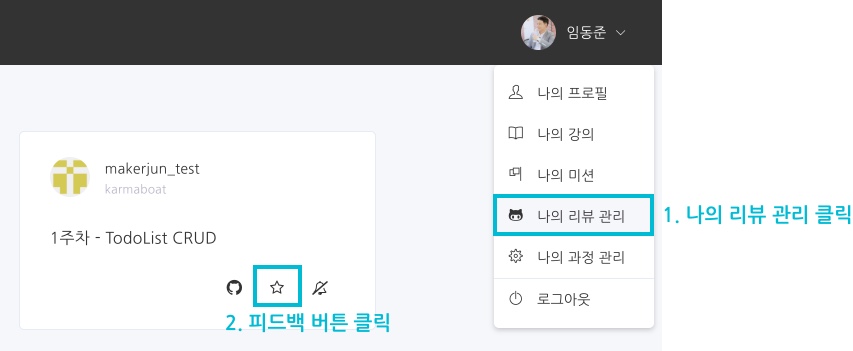 임동준
나의 프로필
나의 강의
나의 미션
나의 리뷰 관리
1. 나의 리뷰 관리 클릭
나의 과정 관리
로그아웃
makerjun_test
karmaboat
1주차 - TodoList CRUD
2. 피드백 버튼 클릭